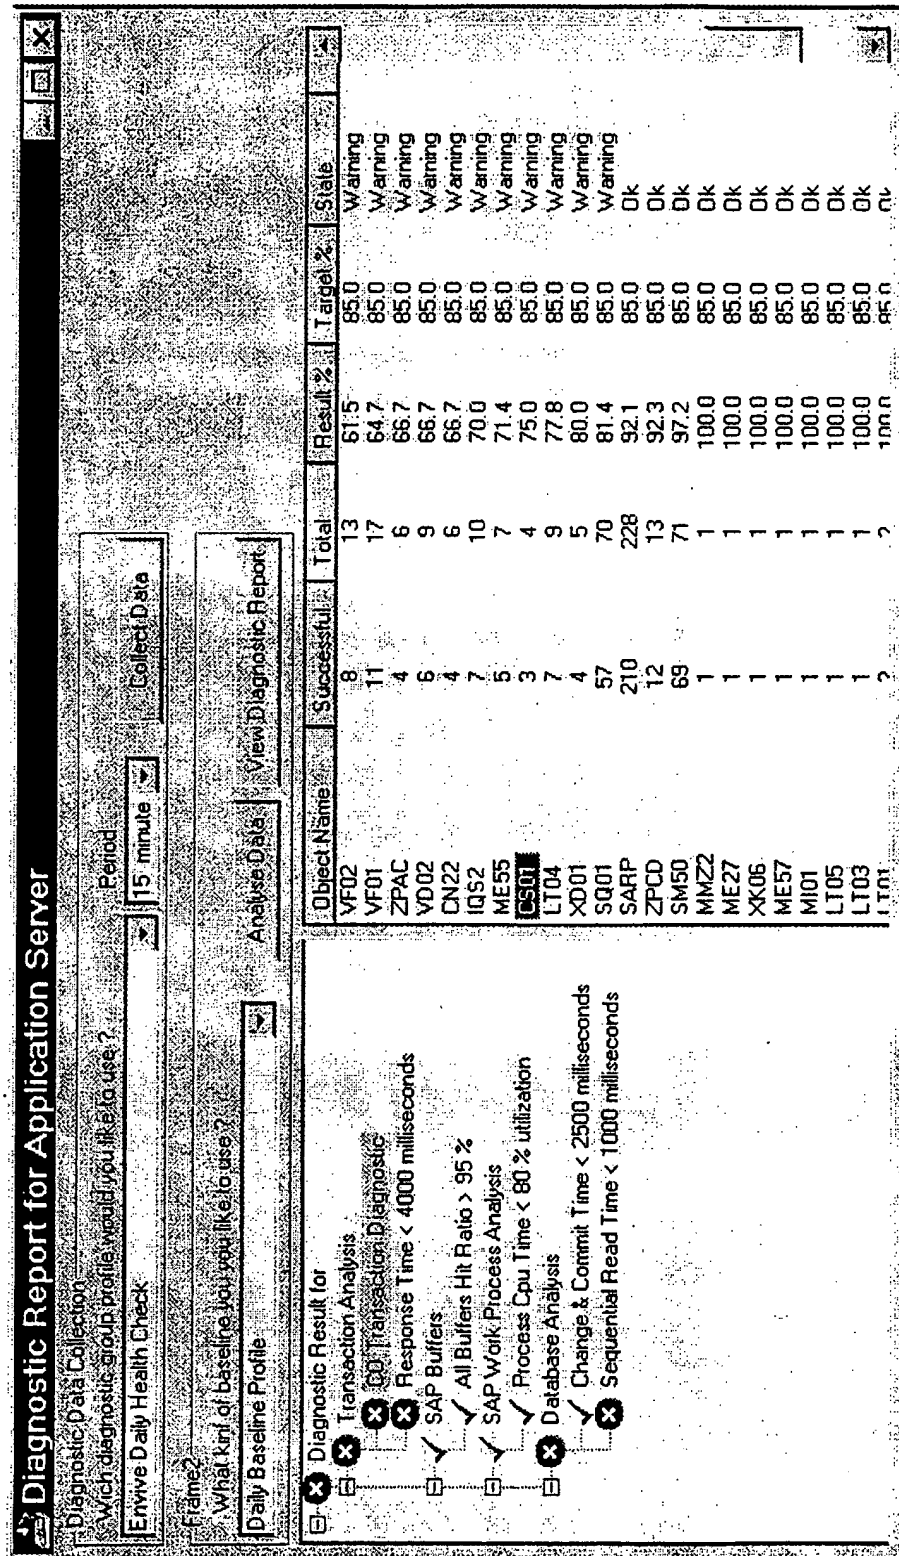 Diagnostic Report for Application Server
Diagnostic Data Collection
Wich diagnostic group profile would you like to use ?
Period
Envive Daily Health Check
15 minute
Collect Data
Frame2
What kinf of baseline you you like to use ?
Daily Baseline Profile
Analyse Data
View Diagnostic Report
Diagnostic Result for
Transaction Analysis
CO Transaction Diagnostic
Response Time < 4000 milliseconds
SAP Buffers
All Buffers Hit Ratio > 95 %
SAP Work Process Analysis
Process Cpu Time < 80 % utilization
Database Analysis
Change & Commit Time < 2500 milliseconds
Sequential Read Time < 1000 milliseconds
Object Name Successful Total Result % Target % State
VF02 8 13 61.5 85.0 Warning
VF01 11 17 64.7 85.0 Warning
ZPAC 4 6 66.7 85.0 Warning
VD02 6 9 66.7 85.0 Warning
CN22 4 6 66.7 85.0 Warning
IQS2 7 10 70.0 85.0 Warning
ME55 5 7 71.4 85.0 Warning
CS01 3 4 75.0 85.0 Warning
LT04 7 9 77.8 85.0 Warning
XD01 4 5 80.0 85.0 Warning
SQ01 57 70 81.4 85.0 Warning
SARP 210 228 92.1 85.0 Ok
ZPCD 12 13 92.3 85.0 Ok
SM50 69 71 97.2 85.0 Ok
MMZ2 1 1 100.0 85.0 Ok
ME27 1 1 100.0 85.0 Ok
XK06 1 1 100.0 85.0 Ok
ME57 1 1 100.0 85.0 Ok
MI01 1 1 100.0 85.0 Ok
LT05 1 1 100.0 85.0 Ok
LT03 1 1 100.0 85.0 Ok
LT01 100.0 85.0 Ok